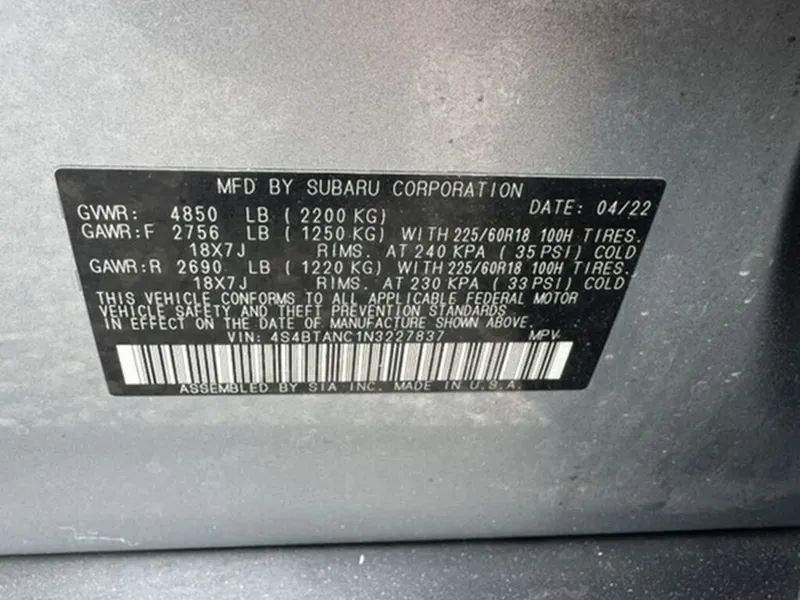 MFD BY SUBARU CORPORATION
GVWR: 4850 LB ( 2200 KG) DATE: 04/22
GAWR:F 2756 LB ( 1250 KG) WITH 225/60R18 100H TIRES.
18X7J RIMS. AT 240 KPA ( 35 PSI) COLD
GAWR:R 2690 LB ( 1220 KG) WITH 225/60R18 100H TIRES.
18X7J RIMS. AT 230 KPA ( 33 PSI) COLD
THIS VEHICLE CONFORMS TO ALL APPLICABLE FEDERAL MOTOR
VEHICLE SAFETY AND THEFT PREVENTION STANDARDS
IN EFFECT ON THE DATE OF MANUFACTURE SHOWN ABOVE.
VIN: 4S4BTANC1N3227837 MPV
ASSEMBLED BY SIA INC. MADE IN U.S.A.